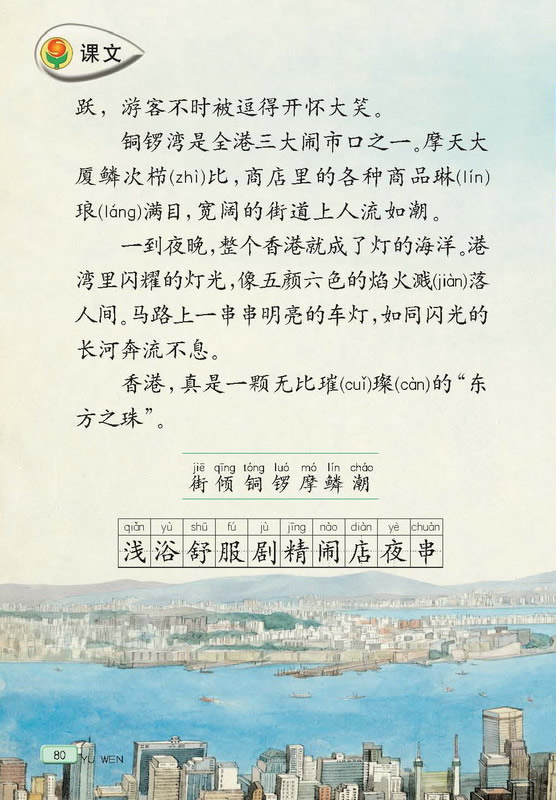 课文
跃，游客不时被逗得开怀大笑。
铜锣湾是全港三大闹市口之一。摩天大
厦鳞次栉(zhì)比，商店里的各种商品琳(lín)
琅(láng)满目，宽阔的街道上人流如潮。
一到夜晚，整个香港就成了灯的海洋。港
湾里闪耀的灯光，像五颜六色的焰火溅(jiàn)落
人间。马路上一串串明亮的车灯，如同闪光的
长河奔流不息。
香港，真是一颗无比璀(cuǐ)璨(càn)的“东
方之珠”。
jiē qīng tóng luó mó lín cháo
街 倾 铜 锣 摩 鳞 潮
qiǎn yù shū fú jù jīng nào diàn yè chuàn
浅 浴 舒 服 剧 精 闹 店 夜 串
80 YU WEN